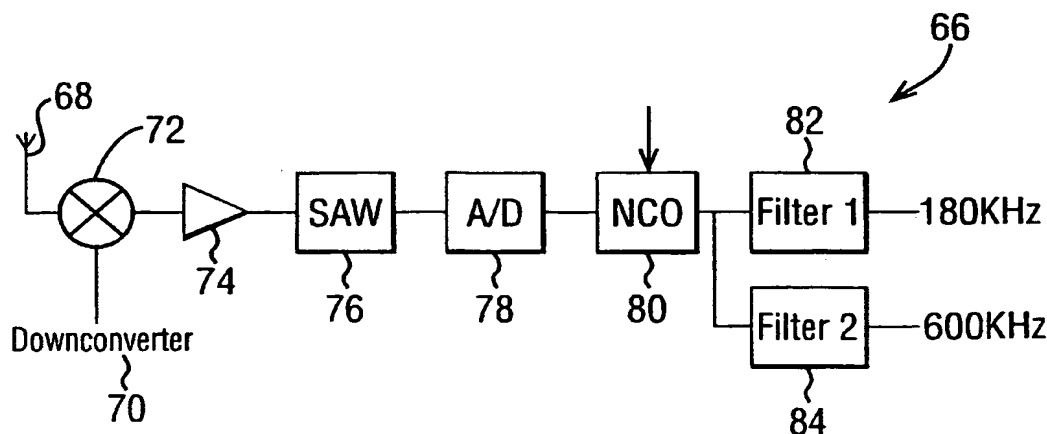 66
68
72
82
SAW
A/D
NCO
Filter 1
180KHz
74
76
78
80
Downconverter
Filter 2
600KHz
70
84